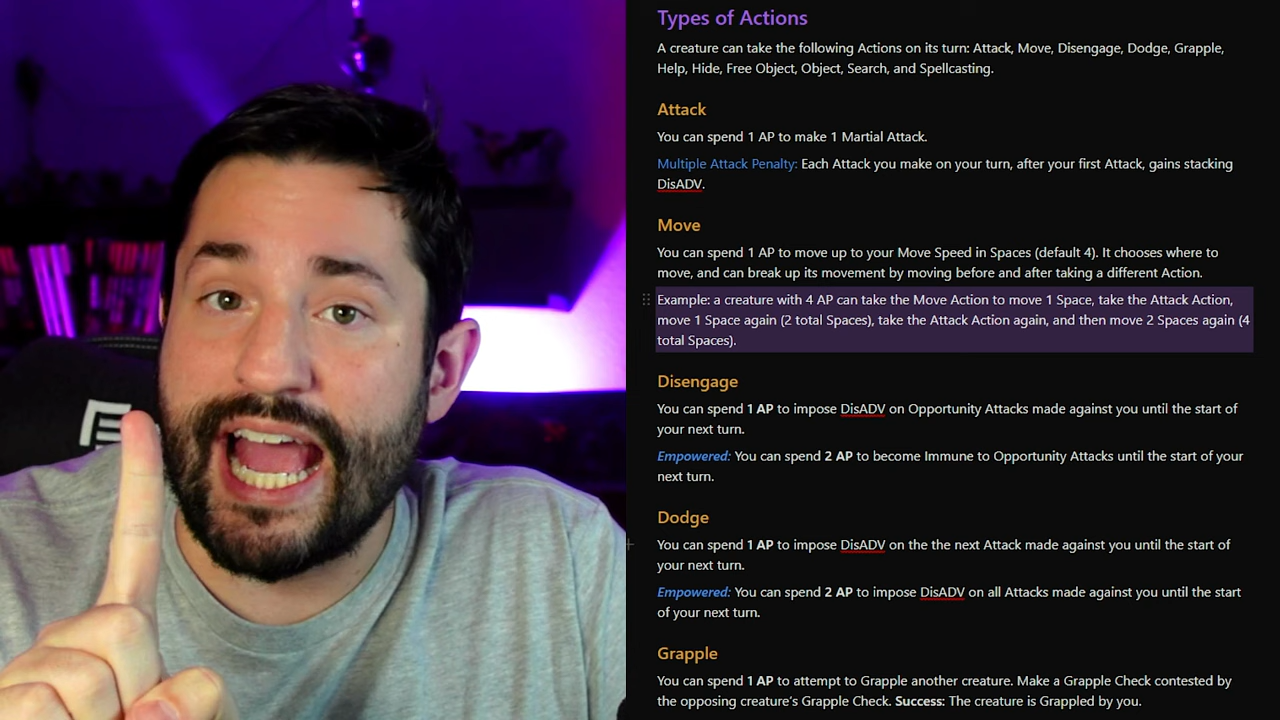 Types of Actions
A creature can take the following Actions on its turn: Attack, Move, Disengage, Dodge, Grapple,
Help, Hide, Free Object, Object, Search, and Spellcasting.
Attack
You can spend 1 AP to make 1 Martial Attack.
Multiple Attack Penalty: Each Attack you make on your turn, after your first Attack, gains stacking
DisADV.
Move
You can spend 1 AP to move up to your Move Speed in Spaces (default 4). It chooses where to
move, and can break up its movement by moving before and after taking a different Action.
Example: a creature with 4 AP can take the Move Action to move 1 Space, take the Attack Action,
move 1 Space again (2 total Spaces), take the Attack Action again, and then move 2 Spaces again (4
total Spaces).
Disengage
You can spend 1 AP to impose DisADV on Opportunity Attacks made against you until the start of
your next turn.
Empowered: You can spend 2 AP to become Immune to Opportunity Attacks until the start of your
next turn.
Dodge
You can spend 1 AP to impose DisADV on the the next Attack made against you until the start of
your next turn.
Empowered: You can spend 2 AP to impose DisADV on all Attacks made against you until the start
of your next turn.
Grapple
You can spend 1 AP to attempt to Grapple another creature. Make a Grapple Check contested by
the opposing creature's Grapple Check. Success: The creature is Grappled by you.